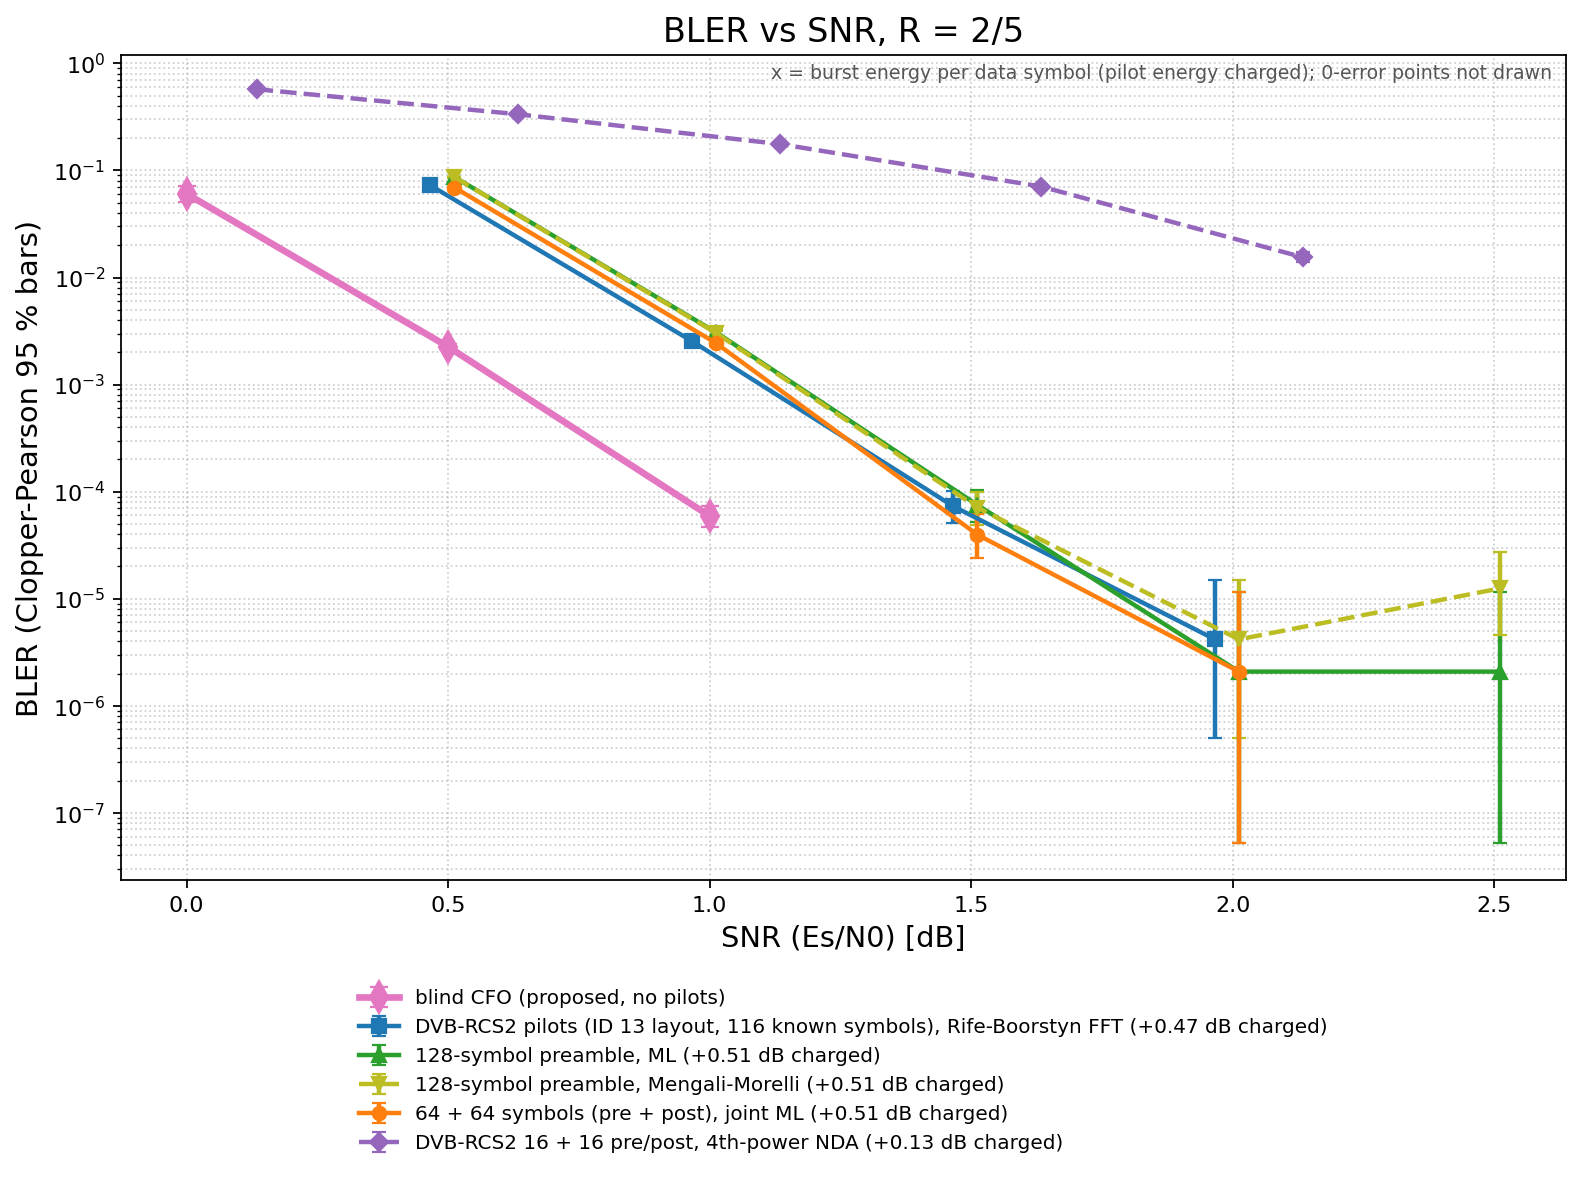 BLER vs SNR, R = 2/5
x = burst energy per data symbol (pilot energy charged); 0-error points not drawn
BLER (Clopper-Pearson 95 % bars)
10⁰
10⁻¹
10⁻²
10⁻³
10⁻⁴
10⁻⁵
10⁻⁶
10⁻⁷
0.0 0.5 1.0 1.5 2.0 2.5
SNR (Es/N0) [dB]
blind CFO (proposed, no pilots)
DVB-RCS2 pilots (ID 13 layout, 116 known symbols), Rife-Boorstyn FFT (+0.47 dB charged)
128-symbol preamble, ML (+0.51 dB charged)
128-symbol preamble, Mengali-Morelli (+0.51 dB charged)
64 + 64 symbols (pre + post), joint ML (+0.51 dB charged)
DVB-RCS2 16 + 16 pre/post, 4th-power NDA (+0.13 dB charged)